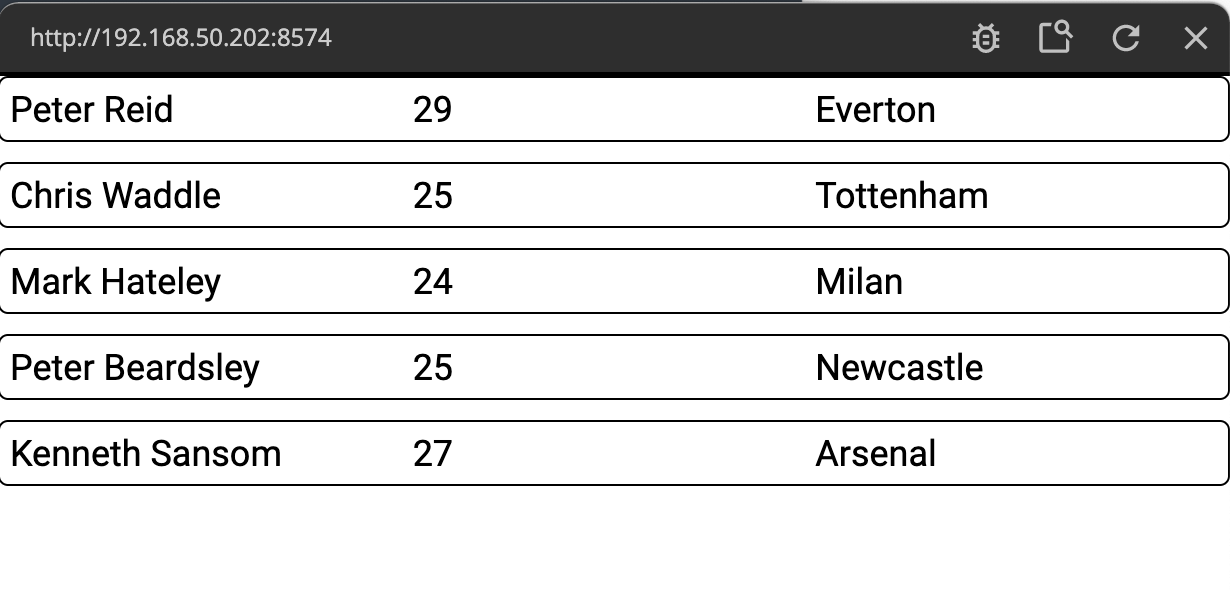 http://192.168.50.202:8574
Peter Reid 29 Everton
Chris Waddle 25 Tottenham
Mark Hateley 24 Milan
Peter Beardsley 25 Newcastle
Kenneth Sansom 27 Arsenal